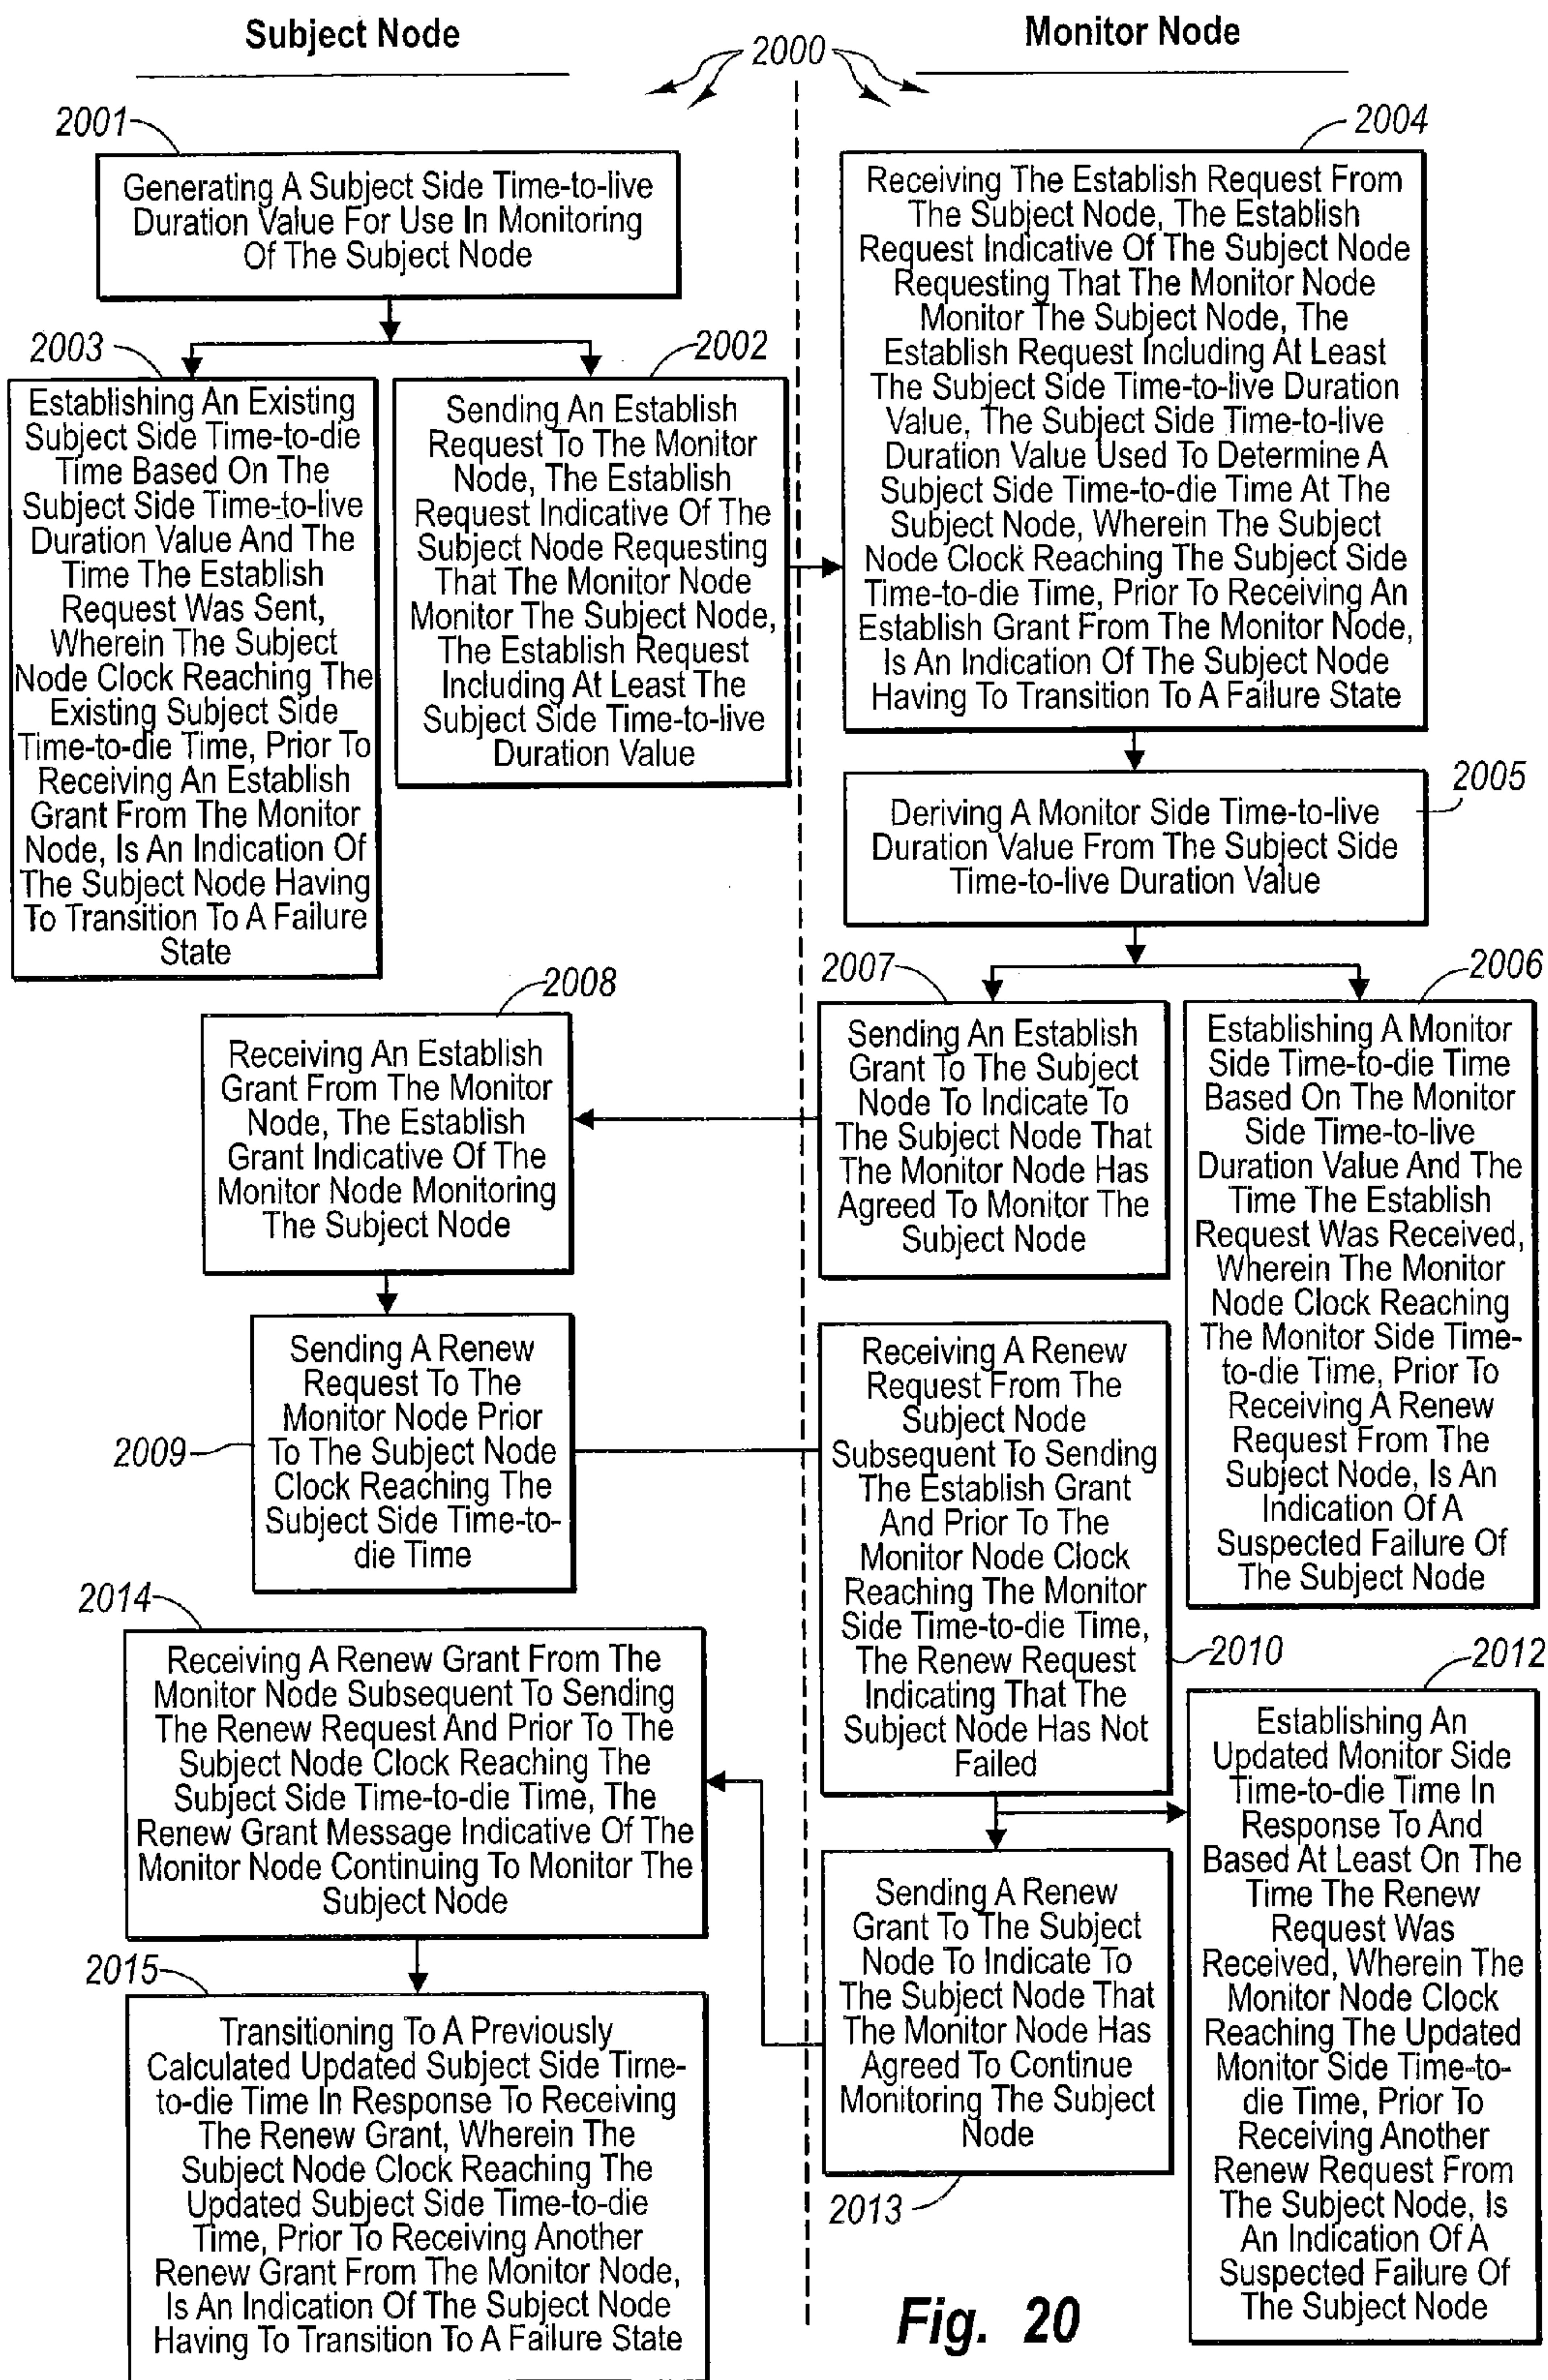 Subject Node
2000
Monitor Node
2001
Generating A Subject Side Time-to-live
Duration Value For Use In Monitoring
Of The Subject Node
2003
Establishing An Existing
Subject Side Time-to-die
Time Based On The
Subject Side Time-to-live
Duration Value And The
Time The Establish
Request Was Sent,
Wherein The Subject
Node Clock Reaching The
Existing Subject Side
Time-to-die Time, Prior To
Receiving An Establish
Grant From The Monitor
Node, Is An Indication Of
The Subject Node Having
To Transition To A Failure
State
2002
Sending An Establish
Request To The Monitor
Node, The Establish
Request Indicative Of The
Subject Node Requesting
That The Monitor Node
Monitor The Subject Node,
The Establish Request
Including At Least The
Subject Side Time-to-live
Duration Value
2004
Receiving The Establish Request From
The Subject Node, The Establish
Request Indicative Of The Subject Node
Requesting That The Monitor Node
Monitor The Subject Node, The
Establish Request Including At Least
The Subject Side Time-to-live Duration
Value, The Subject Side Time-to-live
Duration Value Used To Determine A
Subject Side Time-to-die Time At The
Subject Node, Wherein The Subject
Node Clock Reaching The Subject Side
Time-to-die Time, Prior To Receiving An
Establish Grant From The Monitor Node,
Is An Indication Of The Subject Node
Having To Transition To A Failure State
2005
Deriving A Monitor Side Time-to-live
Duration Value From The Subject Side
Time-to-live Duration Value
2007
Sending An Establish
Grant To The Subject
Node To Indicate To
The Subject Node That
The Monitor Node Has
Agreed To Monitor The
Subject Node
2006
Establishing A Monitor
Side Time-to-die Time
Based On The Monitor
Side Time-to-live
Duration Value And The
Time The Establish
Request Was Received,
Wherein The Monitor
Node Clock Reaching
The Monitor Side Time-
to-die Time, Prior To
Receiving A Renew
Request From The
Subject Node, Is An
Indication Of A
Suspected Failure Of
The Subject Node
2008
Receiving An Establish
Grant From The Monitor
Node, The Establish
Grant Indicative Of The
Monitor Node Monitoring
The Subject Node
2009
Sending A Renew
Request To The
Monitor Node Prior
To The Subject Node
Clock Reaching The
Subject Side Time-to-
die Time
2010
Receiving A Renew
Request From The
Subject Node
Subsequent To Sending
The Establish Grant
And Prior To The
Monitor Node Clock
Reaching The Monitor
Side Time-to-die Time,
The Renew Request
Indicating That The
Subject Node Has Not
Failed
2012
Establishing An
Updated Monitor Side
Time-to-die Time In
Response To And
Based At Least On The
Time The Renew
Request Was
Received, Wherein The
Monitor Node Clock
Reaching The Updated
Monitor Side Time-to-
die Time, Prior To
Receiving Another
Renew Request From
The Subject Node, Is
An Indication Of A
Suspected Failure Of
The Subject Node
2013
Sending A Renew
Grant To The Subject
Node To Indicate To
The Subject Node That
The Monitor Node Has
Agreed To Continue
Monitoring The Subject
Node
2014
Receiving A Renew Grant From The
Monitor Node Subsequent To Sending
The Renew Request And Prior To The
Subject Node Clock Reaching The
Subject Side Time-to-die Time, The
Renew Grant Message Indicative Of The
Monitor Node Continuing To Monitor The
Subject Node
2015
Transitioning To A Previously
Calculated Updated Subject Side Time-
to-die Time In Response To Receiving
The Renew Grant, Wherein The
Subject Node Clock Reaching The
Updated Subject Side Time-to-die
Time, Prior To Receiving Another
Renew Grant From The Monitor Node,
Is An Indication Of The Subject Node
Having To Transition To A Failure State
Fig. 20